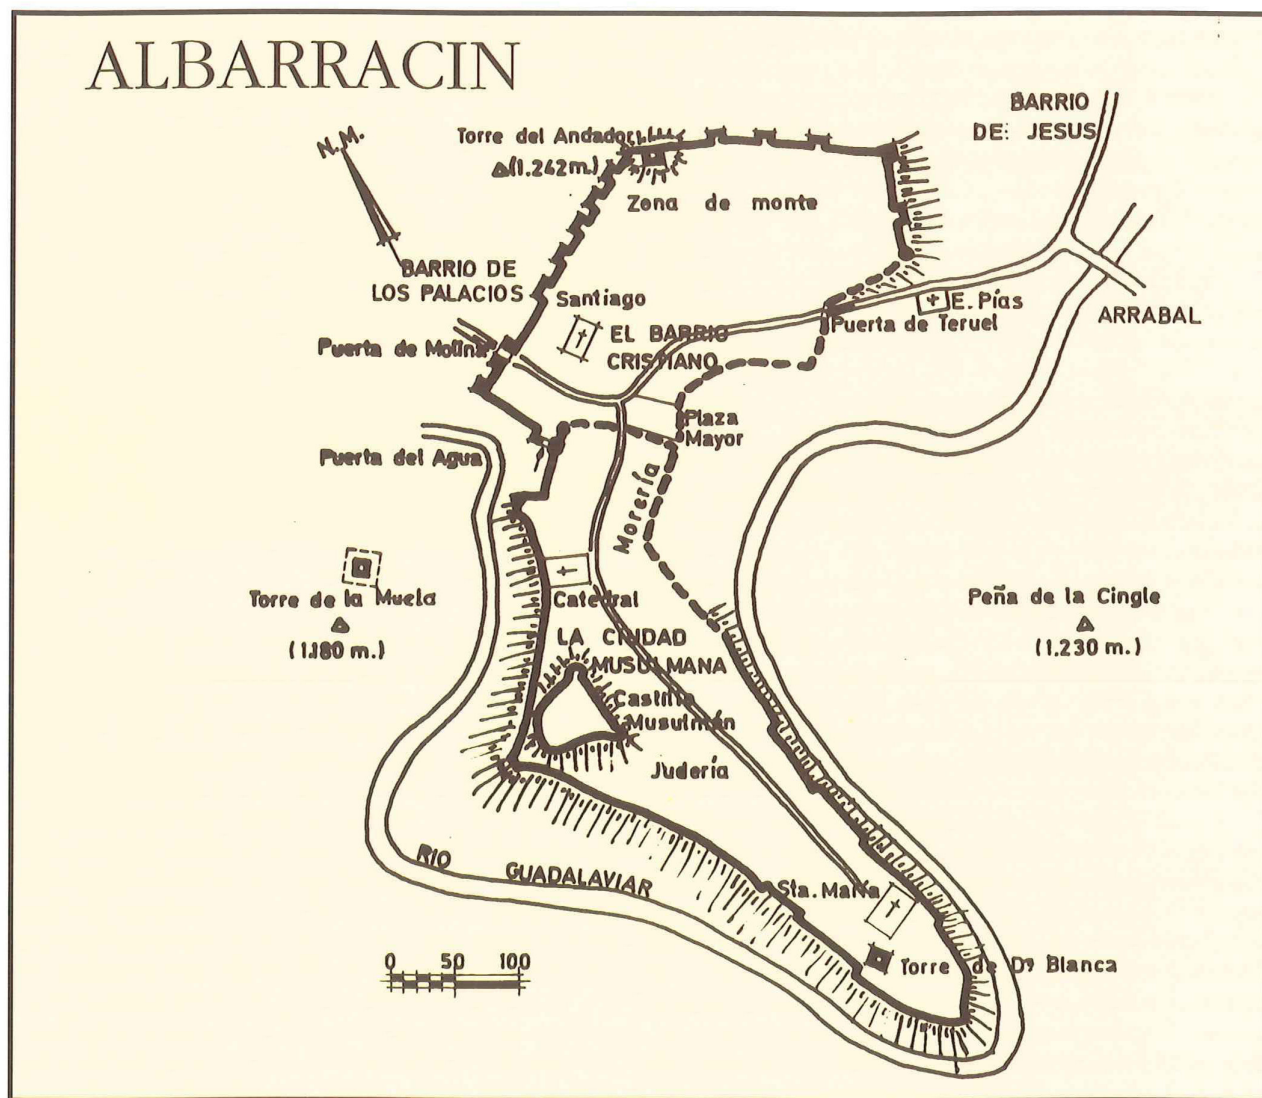 ALBARRACIN
N.M.
Torre del Andador
(1.242 m.)
BARRIO
DE JESUS
Zona de monte
BARRIO DE
LOS PALACIOS
Santiago
E. Pías
ARRABAL
Puerta de Teruel
EL BARRIO
CRISTIANO
Puerta de Molina
Plaza
Mayor
Puerta del Agua
Morería
Torre de la Muela
(1.180 m.)
Catedral
Peña de la Cingle
(1.230 m.)
LA CIUDAD
MUSULMANA
Castillo
Musulmán
Judería
RIO GUADALAVIAR
Sta. María
Torre de Dª Blanca
0 50 100